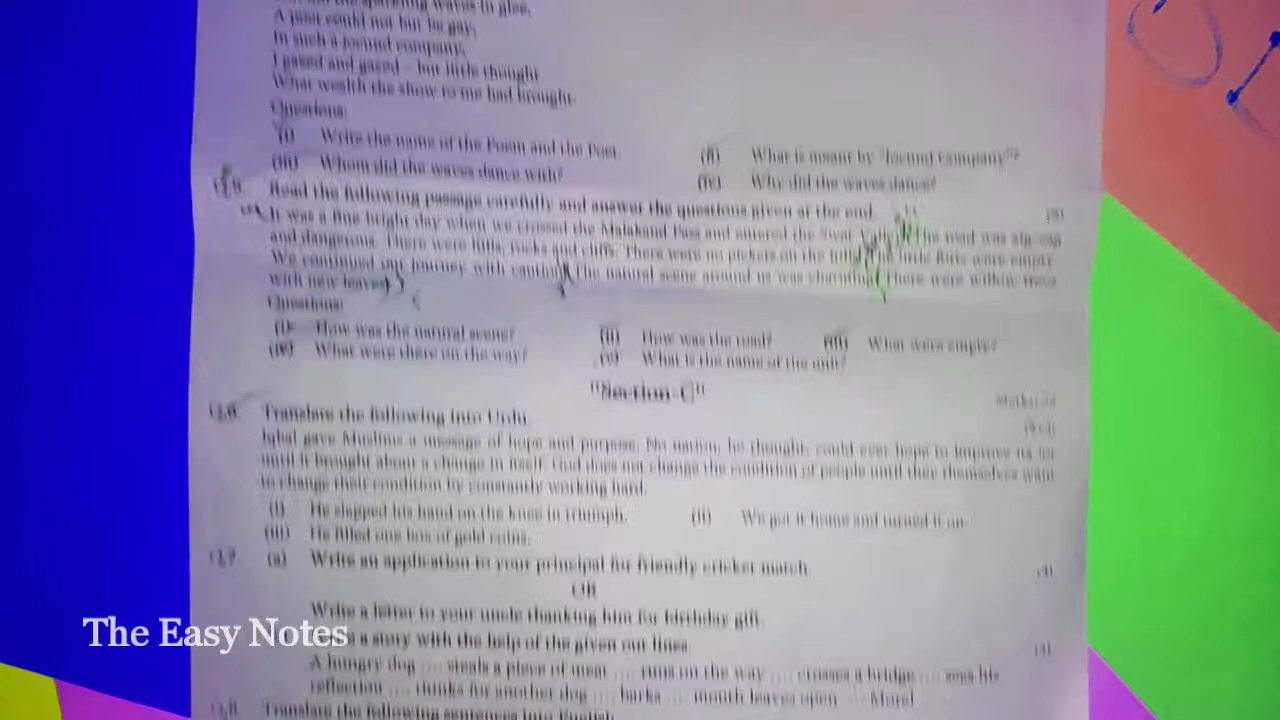 sparkling waves in glee,
A poet could not but be gay,
In such a jocund company,
I gazed and gazed but little thought
What wealth the show to me had brought.
Questions:
(i) Write the name of the Poem and the Poet. (ii) What is meant by "Jocund Company"?
(iii) Whom did the waves dance with? (iv) Why did the waves dance?
Read the following passage carefully and answer the questions given at the end.
It was a fine bright day when we crossed the Malakand Pass and entered the Swat The road was zig-zag
and dangerous. There were hills, rocks and cliffs. There were no pickets on the hills. The little forts were empty.
We continued our journey with caution. The natural scene around us was charming. There were willow trees
with new leaves.
Questions:
(i) How was the natural scene? (ii) How was the road? (iii) What were empty?
(iv) What were there on the way? (v) What is the name of the unit?
"Section-C"
Q.6. Translate the following into Urdu.
Iqbal gave Muslims a message of hope and purpose. No nation, he thought, could ever hope to improve its lot
until it brought about a change in itself. God does not change the condition of people until they themselves want
to change their condition by constantly working hard.
(i) He slapped his hand on the knee in triumph. (ii) We got it home and turned it on.
(iii) He filled one box of gold coins.
Q.7. (a) Write an application to your principal for friendly cricket match.
OR
Write a letter to your uncle thanking him for birthday gift.
a story with the help of the given out lines.
A hungry dog .... steals a piece of meat .... runs on the way .... crosses a bridge .... sees his
reflection .... thinks for another dog .... barks .... mouth leaves open .... Moral
Translate the following sentences into English.
The Easy Notes